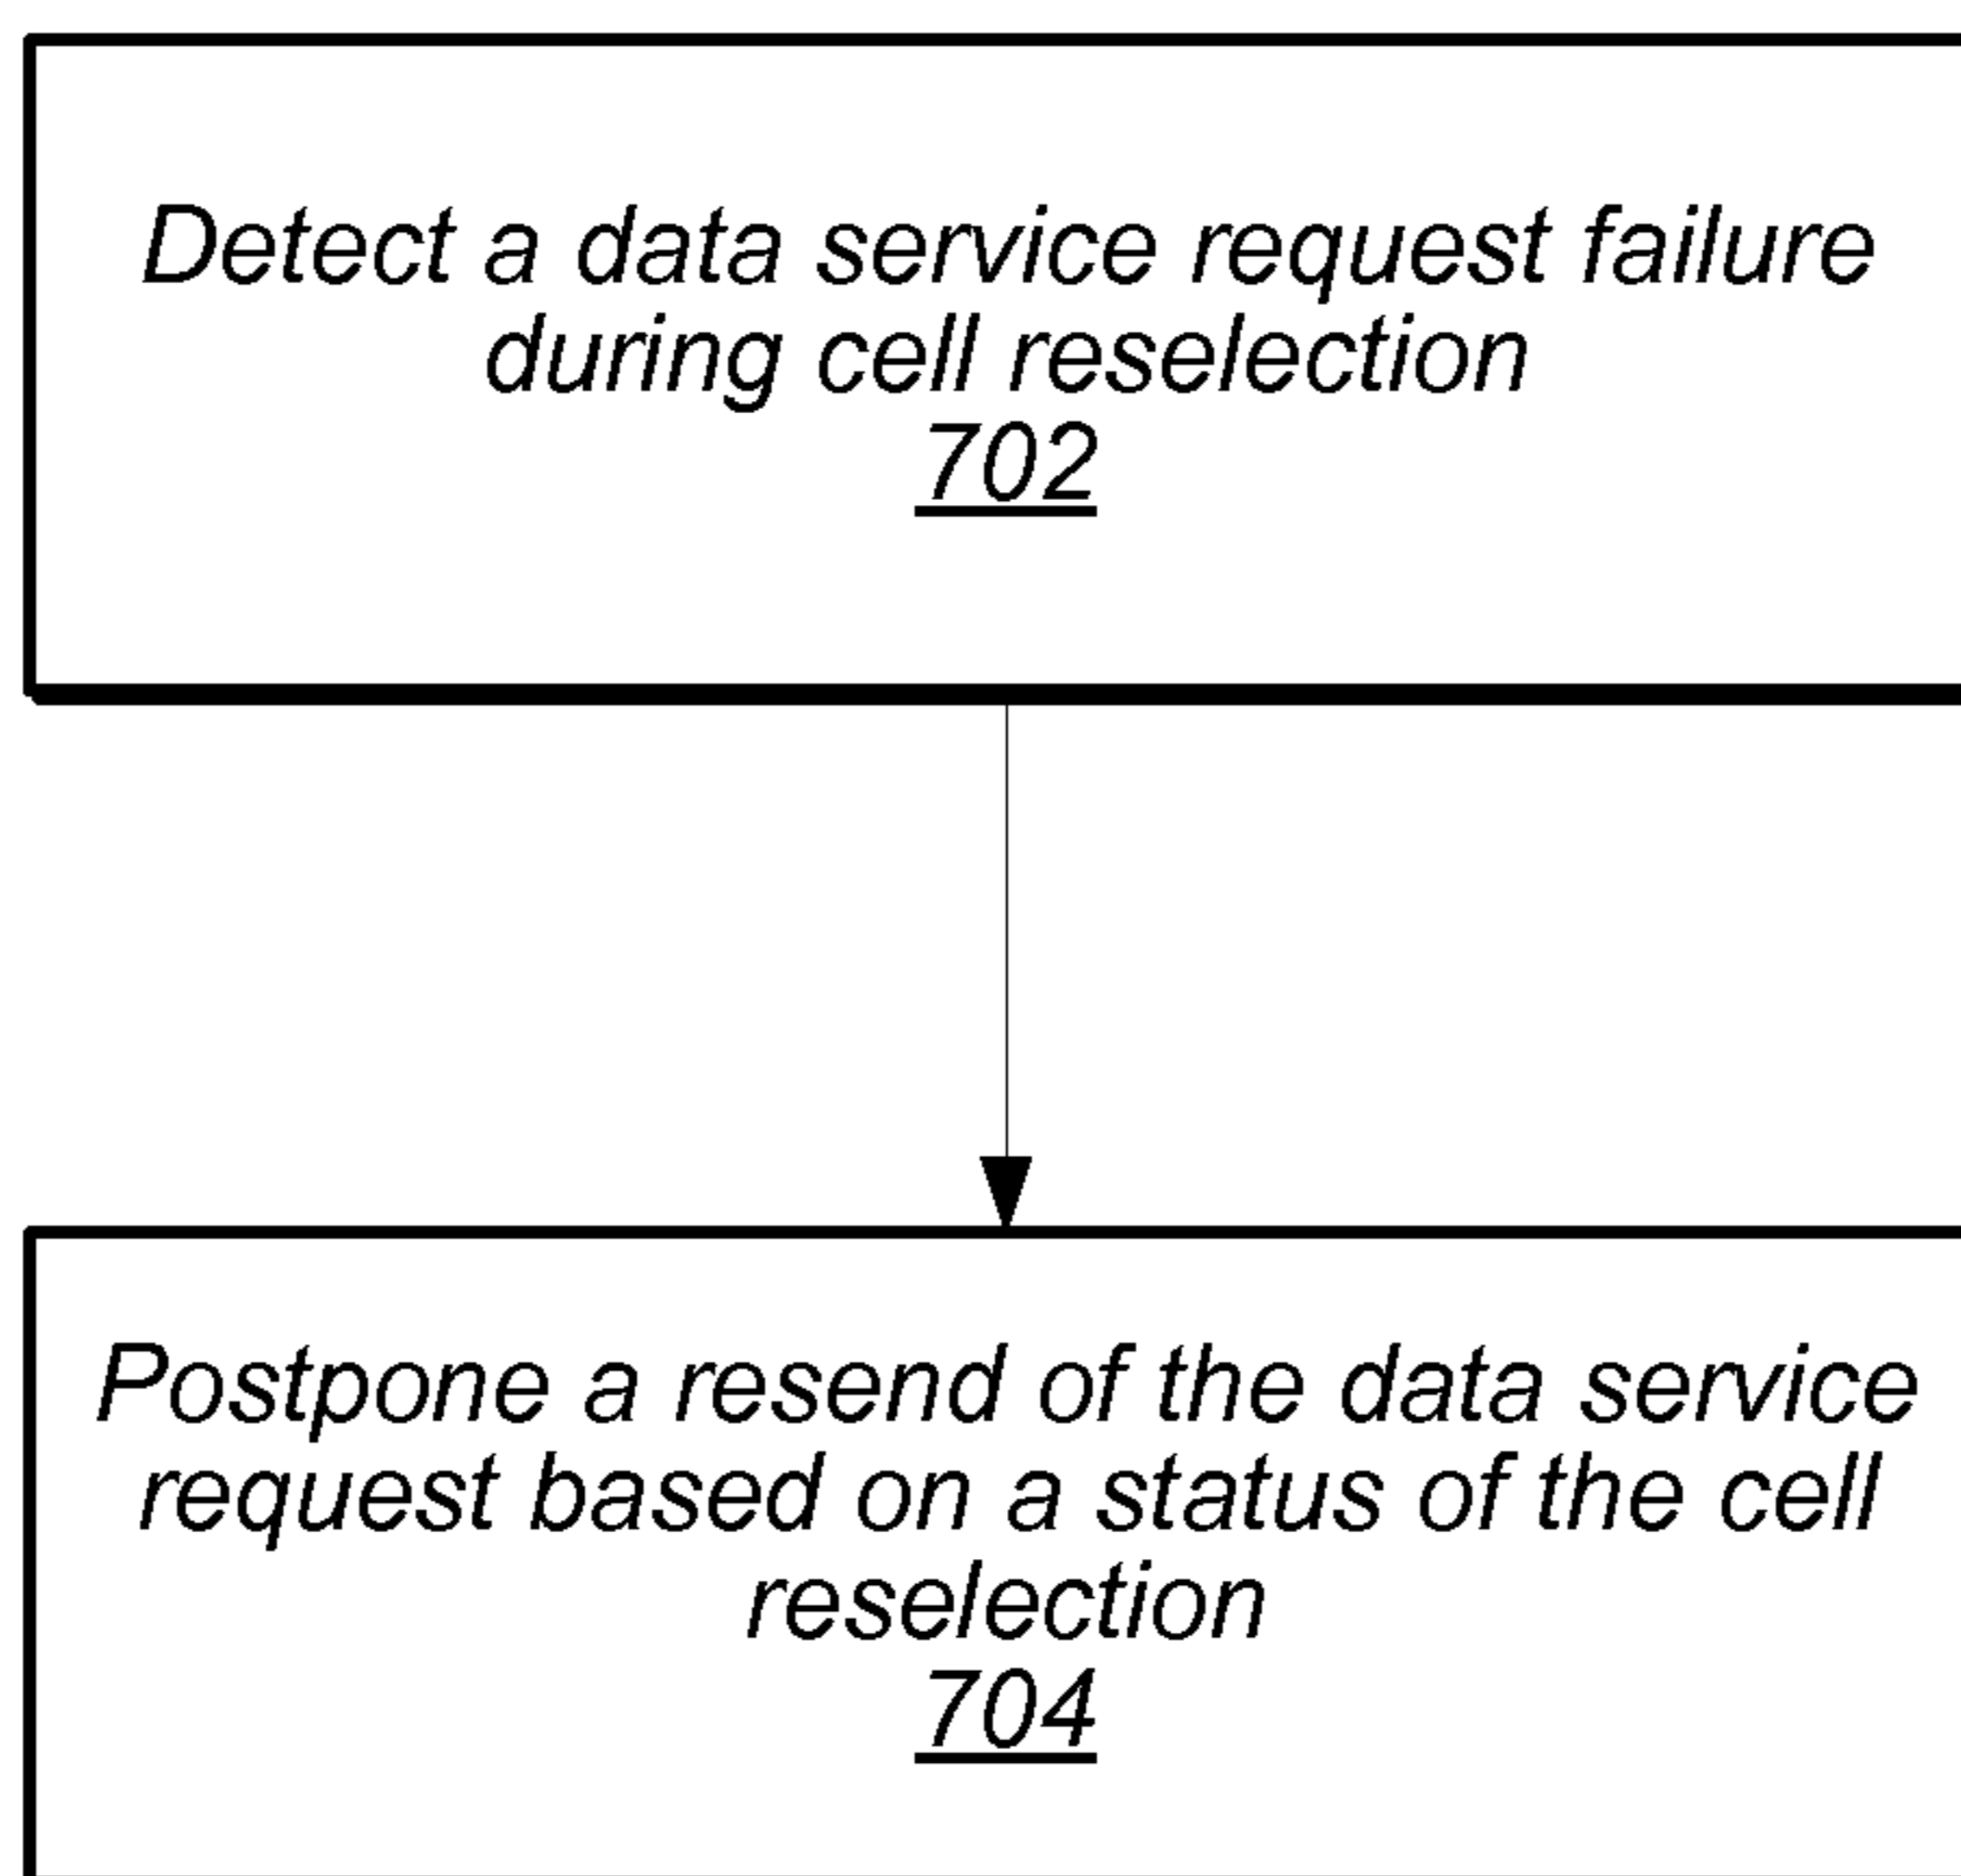 Detect a data service request failure
during cell reselection
702
Postpone a resend of the data service
request based on a status of the cell
reselection
704